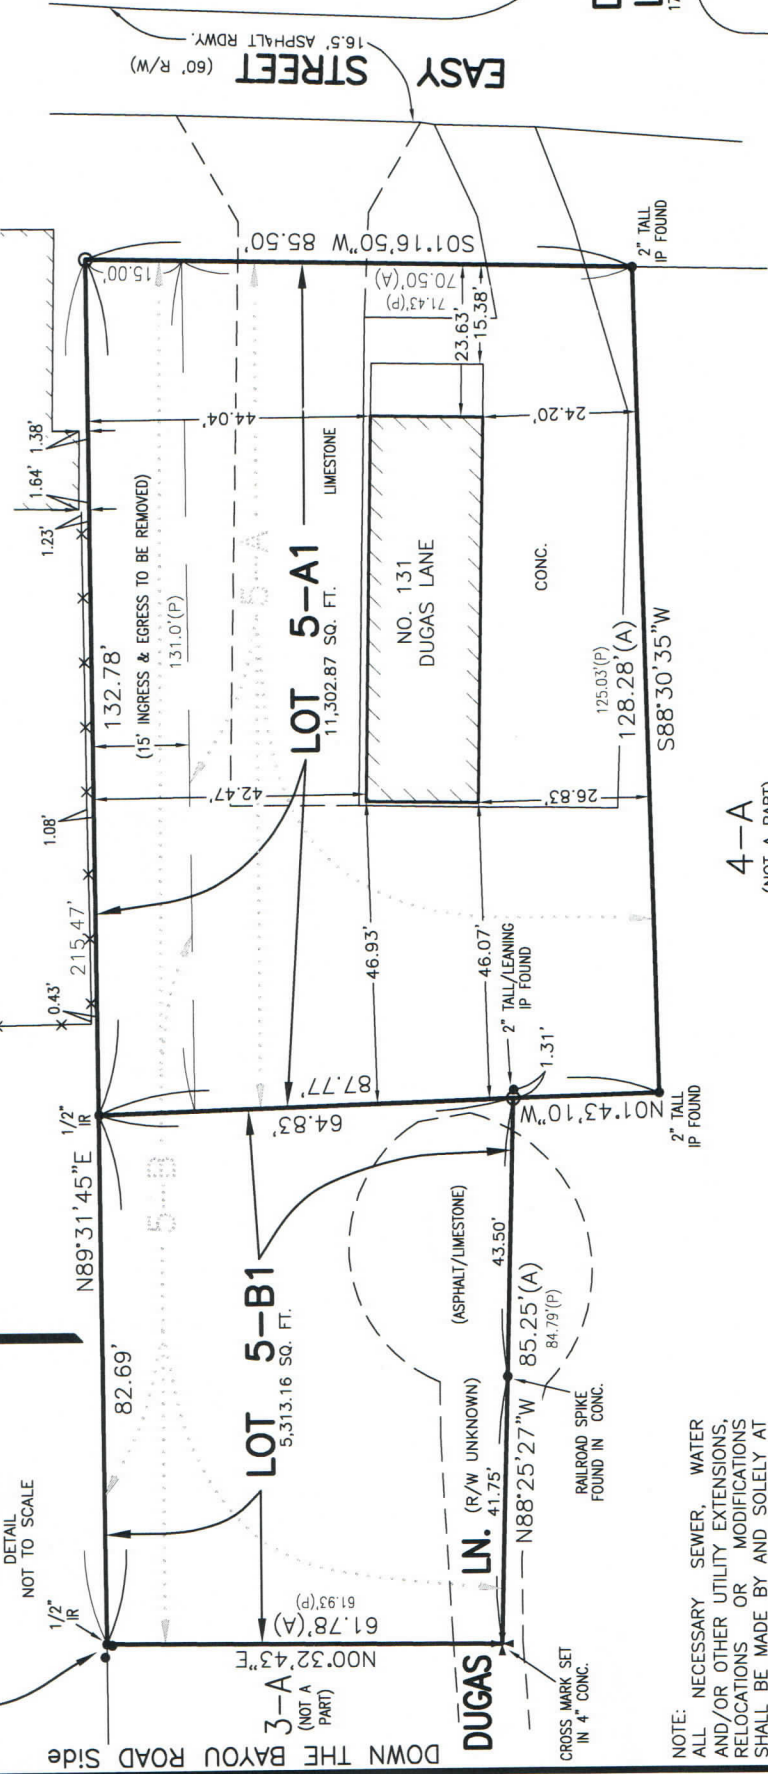 EASY STREET
(60' R/W)
16.5' ASPHALT RDWY.
17
2" TALL
IP FOUND
S01°16'50"W 85.50'
15.00'
70.50'(A)
71.43'(P)
23.63'
15.38'
1.38'
1.64'
1.23'
44.04'
24.20'
LIMESTONE
(15' INGRESS & EGRESS TO BE REMOVED)
131.0'(P)
132.78'
5-A
LOT 5-A1
11,302.87 SQ. FT.
NO. 131
DUGAS LANE
CONC.
125.03'(P)
128.28'(A)
S88°30'35"W
42.47'
26.83'
1.08'
215.47'
0.43'
46.93'
46.07'
4-A
(NOT A PART)
2" TALL/LEANING
IP FOUND
1.31'
87.77'
64.83'
N01°43'10"W
2" TALL
IP FOUND
1/2"
IR
N89°31'45"E
5-B
LOT 5-B1
5,313.16 SQ. FT.
82.69'
(ASPHALT/LIMESTONE)
43.50'
85.25'(A)
84.79'(P)
RAILROAD SPIKE
FOUND IN CONC.
N88°25'27"W
41.75'
DUGAS LN. (R/W UNKNOWN)
DETAIL
NOT TO SCALE
1/2"
IR
61.93'(P)
61.78'(A)
N00°32'43"E
3-A
(NOT A
PART)
CROSS MARK SET
IN 4" CONC.
DOWN THE BAYOU ROAD Side
NOTE:
ALL NECESSARY SEWER, WATER
AND/OR OTHER UTILITY EXTENSIONS,
RELOCATIONS OR MODIFICATIONS
SHALL BE MADE BY AND SOLELY AT